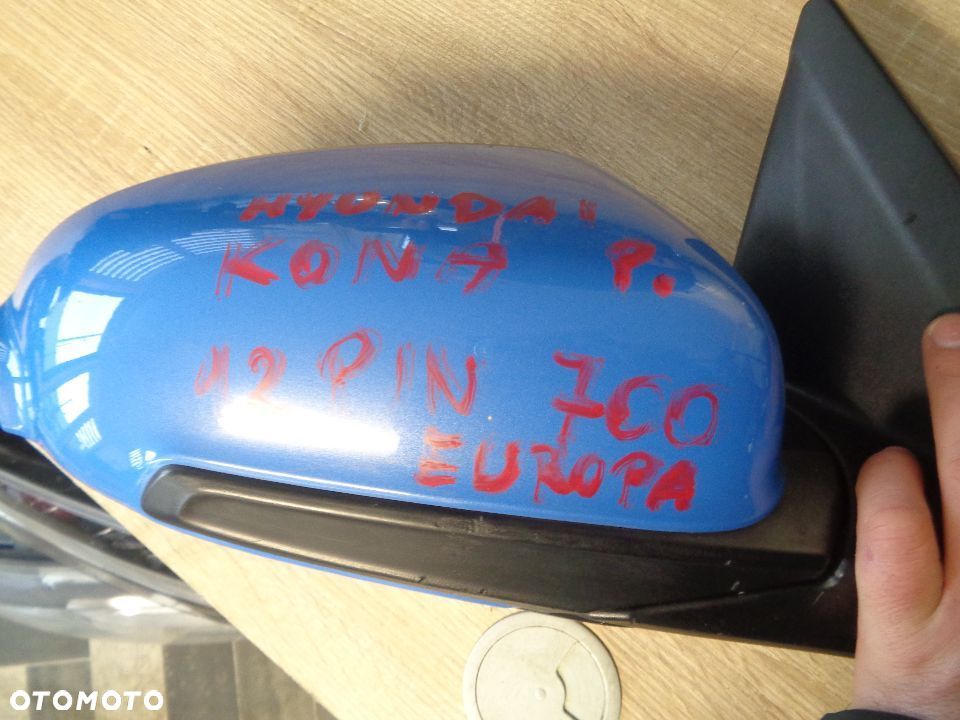 HYUNDAI
KONA P.
12 PIN 700
EUROPA
OTOMOTO